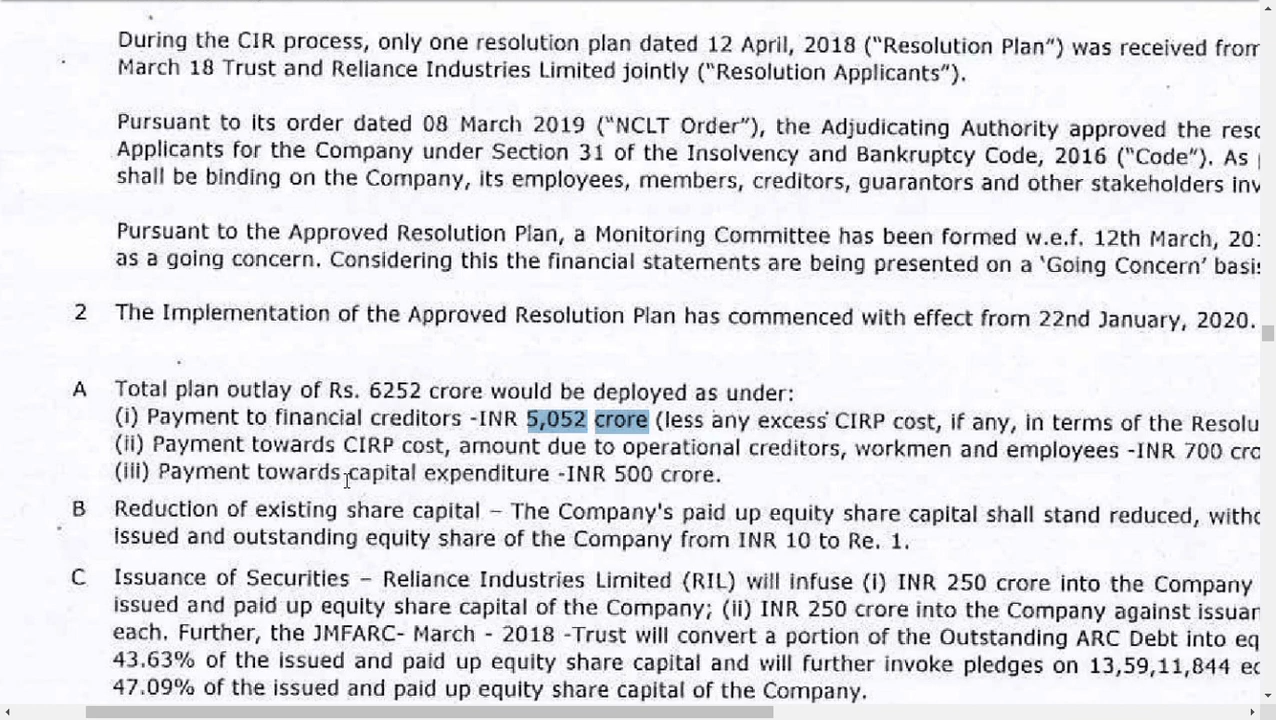 During the CIR process, only one resolution plan dated 12 April, 2018 ("Resolution Plan") was received from
March 18 Trust and Reliance Industries Limited jointly ("Resolution Applicants").
Pursuant to its order dated 08 March 2019 ("NCLT Order"), the Adjudicating Authority approved the reso
Applicants for the Company under Section 31 of the Insolvency and Bankruptcy Code, 2016 ("Code"). As
shall be binding on the Company, its employees, members, creditors, guarantors and other stakeholders inv
Pursuant to the Approved Resolution Plan, a Monitoring Committee has been formed w.e.f. 12th March, 20
as a going concern. Considering this the financial statements are being presented on a 'Going Concern' basis
2 The Implementation of the Approved Resolution Plan has commenced with effect from 22nd January, 2020.
A Total plan outlay of Rs. 6252 crore would be deployed as under:
(i) Payment to financial creditors -INR 5,052 crore (less any excess CIRP cost, if any, in terms of the Resolu
(ii) Payment towards CIRP cost, amount due to operational creditors, workmen and employees -INR 700 cro
(iii) Payment towards capital expenditure -INR 500 crore.
B Reduction of existing share capital – The Company's paid up equity share capital shall stand reduced, witho
issued and outstanding equity share of the Company from INR 10 to Re. 1.
C Issuance of Securities – Reliance Industries Limited (RIL) will infuse (i) INR 250 crore into the Company
issued and paid up equity share capital of the Company; (ii) INR 250 crore into the Company against issuan
each. Further, the JMFARC- March - 2018 -Trust will convert a portion of the Outstanding ARC Debt into eq
43.63% of the issued and paid up equity share capital and will further invoke pledges on 13,59,11,844 eq
47.09% of the issued and paid up equity share capital of the Company.